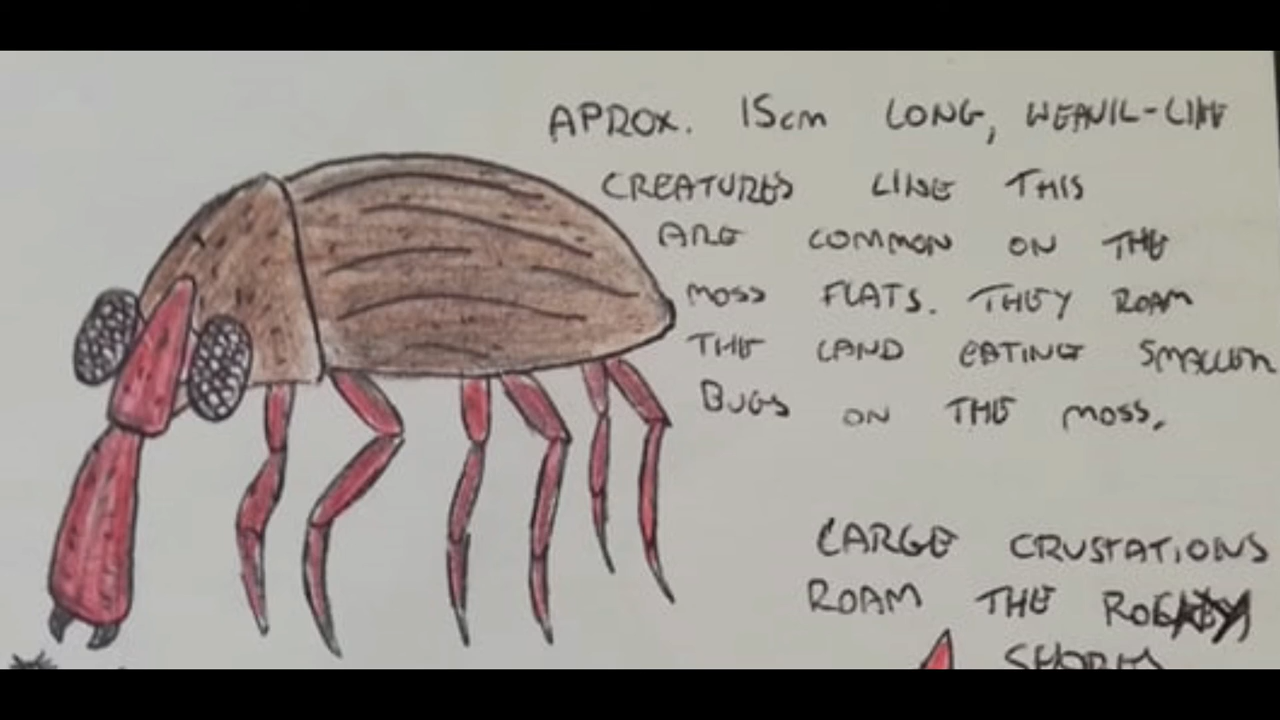 APROX. 15cm LONG, WEAVIL-LIKE
CREATURES LIKE THIS
ARE COMMON ON THE
MOSS FLATS. THEY ROAM
THE LAND EATING SMALLER
BUGS ON THE MOSS.
LARGE CRUSTATIONS
ROAM THE ROCKY